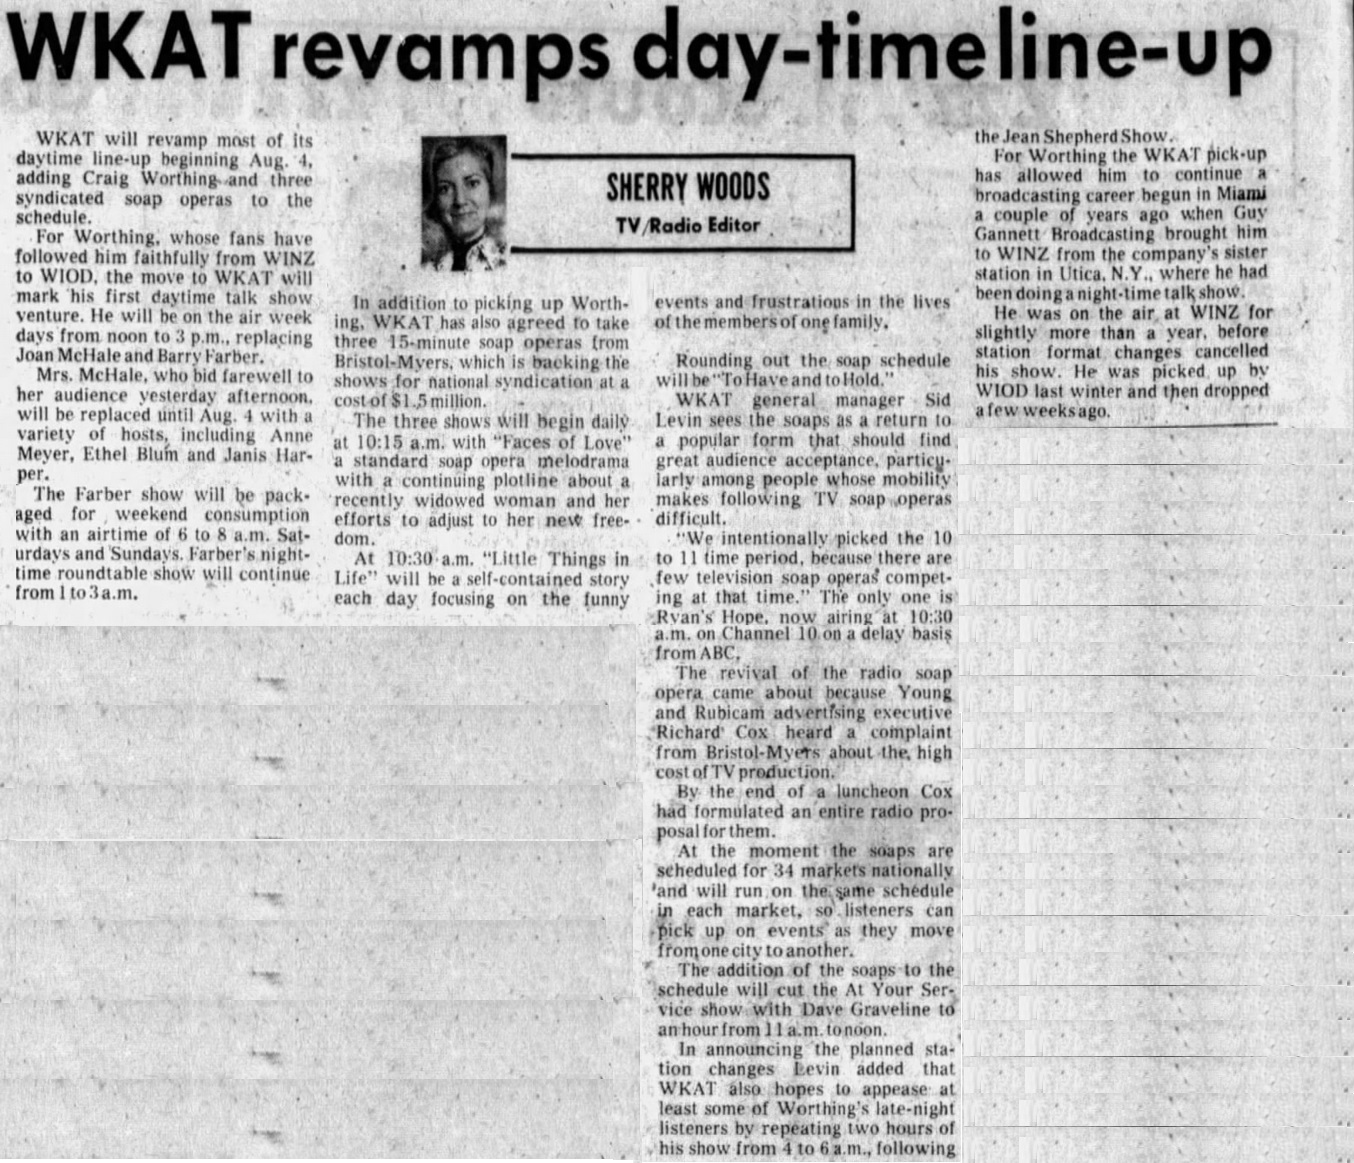 WKAT revamps day-time line-up
WKAT will revamp most of its
daytime line-up beginning Aug. 4,
adding Craig Worthing and three
syndicated soap operas to the
schedule.
For Worthing, whose fans have
followed him faithfully from WINZ
to WIOD, the move to WKAT will
mark his first daytime talk show
venture. He will be on the air week
days from noon to 3 p.m., replacing
Joan McHale and Barry Farber.
Mrs. McHale, who bid farewell to
her audience yesterday afternoon,
will be replaced until Aug. 4 with a
variety of hosts, including Anne
Meyer, Ethel Blum and Janis Har-
per.
The Farber show will be pack-
aged for weekend consumption
with an airtime of 6 to 8 a.m. Sat-
urdays and Sundays. Farber's night-
time roundtable show will continue
from 1 to 3 a.m.
SHERRY WOODS
TV/Radio Editor
In addition to picking up Worth-
ing, WKAT has also agreed to take
three 15-minute soap operas from
Bristol-Myers, which is backing the
shows for national syndication at a
cost of $1.5 million.
The three shows will begin daily
at 10:15 a.m. with "Faces of Love"
a standard soap opera melodrama
with a continuing plotline about a
recently widowed woman and her
efforts to adjust to her new free-
dom.
At 10:30 a.m. "Little Things in
Life" will be a self-contained story
each day focusing on the funny
events and frustrations in the lives
of the members of one family.
Rounding out the soap schedule
will be "To Have and to Hold."
WKAT general manager Sid
Levin sees the soaps as a return to
a popular form that should find
great audience acceptance, particu-
larly among people whose mobility
makes following TV soap operas
difficult.
"We intentionally picked the 10
to 11 time period, because there are
few television soap operas compet-
ing at that time." The only one is
Ryan's Hope, now airing at 10:30
a.m. on Channel 10 on a delay basis
from ABC.
The revival of the radio soap
opera came about because Young
and Rubicam advertising executive
Richard Cox heard a complaint
from Bristol-Myers about the high
cost of TV production.
By the end of a luncheon Cox
had formulated an entire radio pro-
posal for them.
At the moment the soaps are
scheduled for 34 markets nationally
and will run on the same schedule
in each market, so listeners can
pick up on events as they move
from one city to another.
The addition of the soaps to the
schedule will cut the At Your Ser-
vice show with Dave Graveline to
an hour from 11 a.m. to noon.
In announcing the planned sta-
tion changes Levin added that
WKAT also hopes to appease at
least some of Worthing's late-night
listeners by repeating two hours of
his show from 4 to 6 a.m., following
the Jean Shepherd Show.
For Worthing the WKAT pick-up
has allowed him to continue a
broadcasting career begun in Miami
a couple of years ago when Guy
Gannett Broadcasting brought him
to WINZ from the company's sister
station in Utica, N.Y., where he had
been doing a night-time talk show.
He was on the air at WINZ for
slightly more than a year, before
station format changes cancelled
his show. He was picked up by
WIOD last winter and then dropped
a few weeks ago.